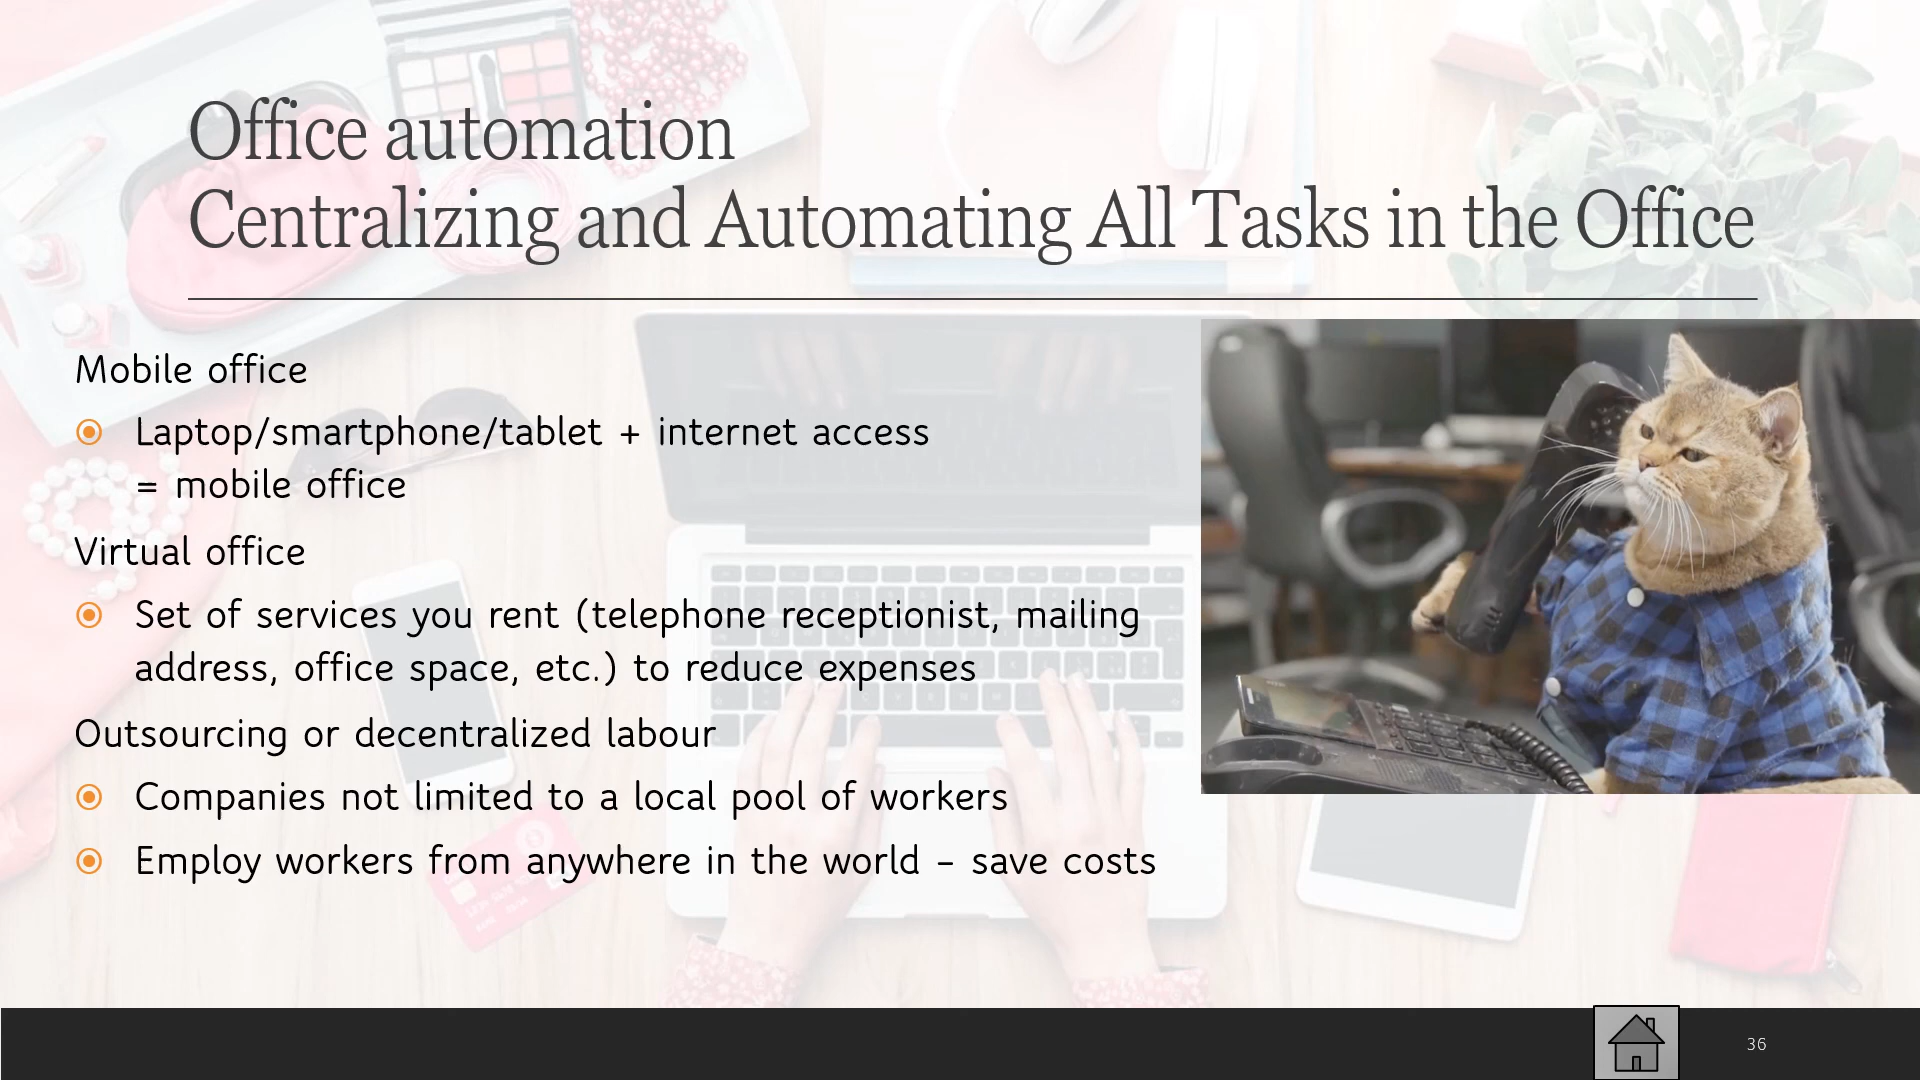 Office automation
Centralizing and Automating All Tasks in the Office
Mobile office
Laptop/smartphone/tablet + internet access
= mobile office
Virtual office
Set of services you rent (telephone receptionist, mailing
address, office space, etc.) to reduce expenses
Outsourcing or decentralized labour
Companies not limited to a local pool of workers
Employ workers from anywhere in the world – save costs
36